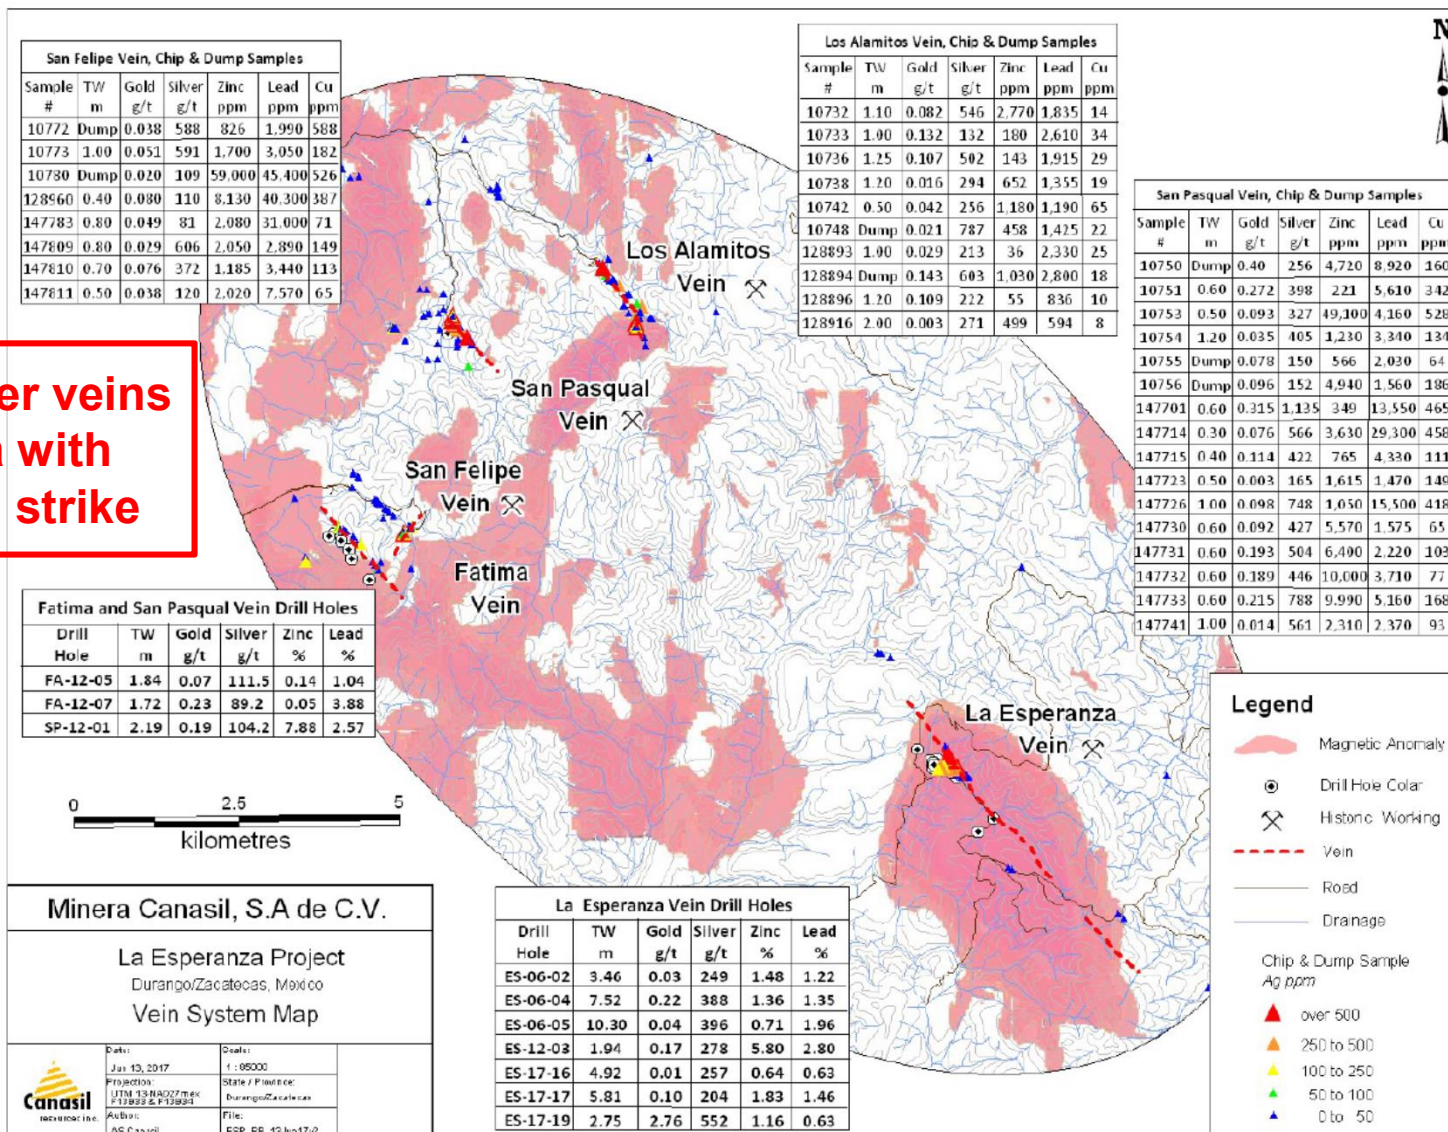 San Felipe Vein, Chip & Dump Samples
Sample TW Gold Silver Zinc Lead Cu
# m g/t g/t ppm ppm ppm
10772 Dump 0.038 588 826 1,990 588
10773 1.00 0.051 591 1,700 3,050 182
10780 Dump 0.020 109 59,000 45,400 526
128960 0.40 0.080 110 8,130 40,300 387
147783 0.80 0.049 81 2,080 31,000 71
147809 0.80 0.029 606 2,050 2,890 149
147810 0.70 0.076 372 1,185 3,440 113
147811 0.50 0.038 120 2,020 7,570 65
Los Alamitos Vein, Chip & Dump Samples
Sample TW Gold Silver Zinc Lead Cu
# m g/t g/t ppm ppm ppm
10732 1.10 0.082 546 2,770 1,835 14
10733 1.00 0.132 132 180 2,610 34
10736 1.25 0.107 502 143 1,915 29
10738 1.20 0.016 294 652 1,355 19
10742 0.50 0.042 256 1,180 1,190 65
10748 Dump 0.021 787 458 1,425 22
128893 1.00 0.029 213 36 2,330 25
128894 Dump 0.143 603 1,030 2,800 18
128896 1.20 0.109 222 55 836 10
128916 2.00 0.003 271 499 594 8
N
San Pasqual Vein, Chip & Dump Samples
Sample TW Gold Silver Zinc Lead Cu
# m g/t g/t ppm ppm ppm
10750 Dump 0.40 256 4,720 8,920 160
10751 0.60 0.272 398 221 5,610 342
10753 0.50 0.093 327 49,100 4,160 528
10754 1.20 0.035 405 1,230 3,340 134
10755 Dump 0.078 150 566 2,030 64
10756 Dump 0.096 152 4,940 1,560 186
147701 0.60 0.315 1,135 349 13,550 465
147714 0.30 0.076 566 3,630 29,300 458
147715 0.40 0.114 422 765 4,330 111
147723 0.50 0.003 165 1,615 1,470 149
147726 1.00 0.098 748 1,050 15,500 418
147730 0.60 0.092 427 5,570 1,575 65
147731 0.60 0.193 504 6,400 2,220 103
147732 0.60 0.189 446 10,000 3,710 77
147733 0.60 0.215 788 9,990 5,160 168
147741 1.00 0.014 561 2,310 2,370 93
Los Alamitos
Vein
San Pasqual
Vein
San Felipe
Vein
Fatima
Vein
La Esperanza
Vein
er veins
with
strike
Fatima and San Pasqual Vein Drill Holes
Drill TW Gold Silver Zinc Lead
Hole m g/t g/t % %
FA-12-05 1.84 0.07 111.5 0.14 1.04
FA-12-07 1.72 0.23 89.2 0.05 3.88
SP-12-01 2.19 0.19 104.2 7.88 2.57
0 2.5 5
kilometres
Minera Canasil, S.A de C.V.
La Esperanza Project
Durango/Zacatecas, Mexico
Vein System Map
Canasil
resources inc.
Date:
Jun 13, 2017
Scale:
1 : 85000
Projection:
UTM 13-NAD27 mex
F13B33 & F13B34
State / Province:
Durango/Zacatecas
Author:
File:
La Esperanza Vein Drill Holes
Drill TW Gold Silver Zinc Lead
Hole m g/t g/t % %
ES-06-02 3.46 0.03 249 1.48 1.22
ES-06-04 7.52 0.22 388 1.36 1.35
ES-06-05 10.30 0.04 396 0.71 1.96
ES-12-03 1.94 0.17 278 5.80 2.80
ES-17-16 4.92 0.01 257 0.64 0.63
ES-17-17 5.81 0.10 204 1.83 1.46
ES-17-19 2.75 2.76 552 1.16 0.63
Legend
Magnetic Anomaly
Drill Hole Colar
Historic Working
Vein
Road
Drainage
Chip & Dump Sample
Ag ppm
over 500
250 to 500
100 to 250
50 to 100
0 to 50